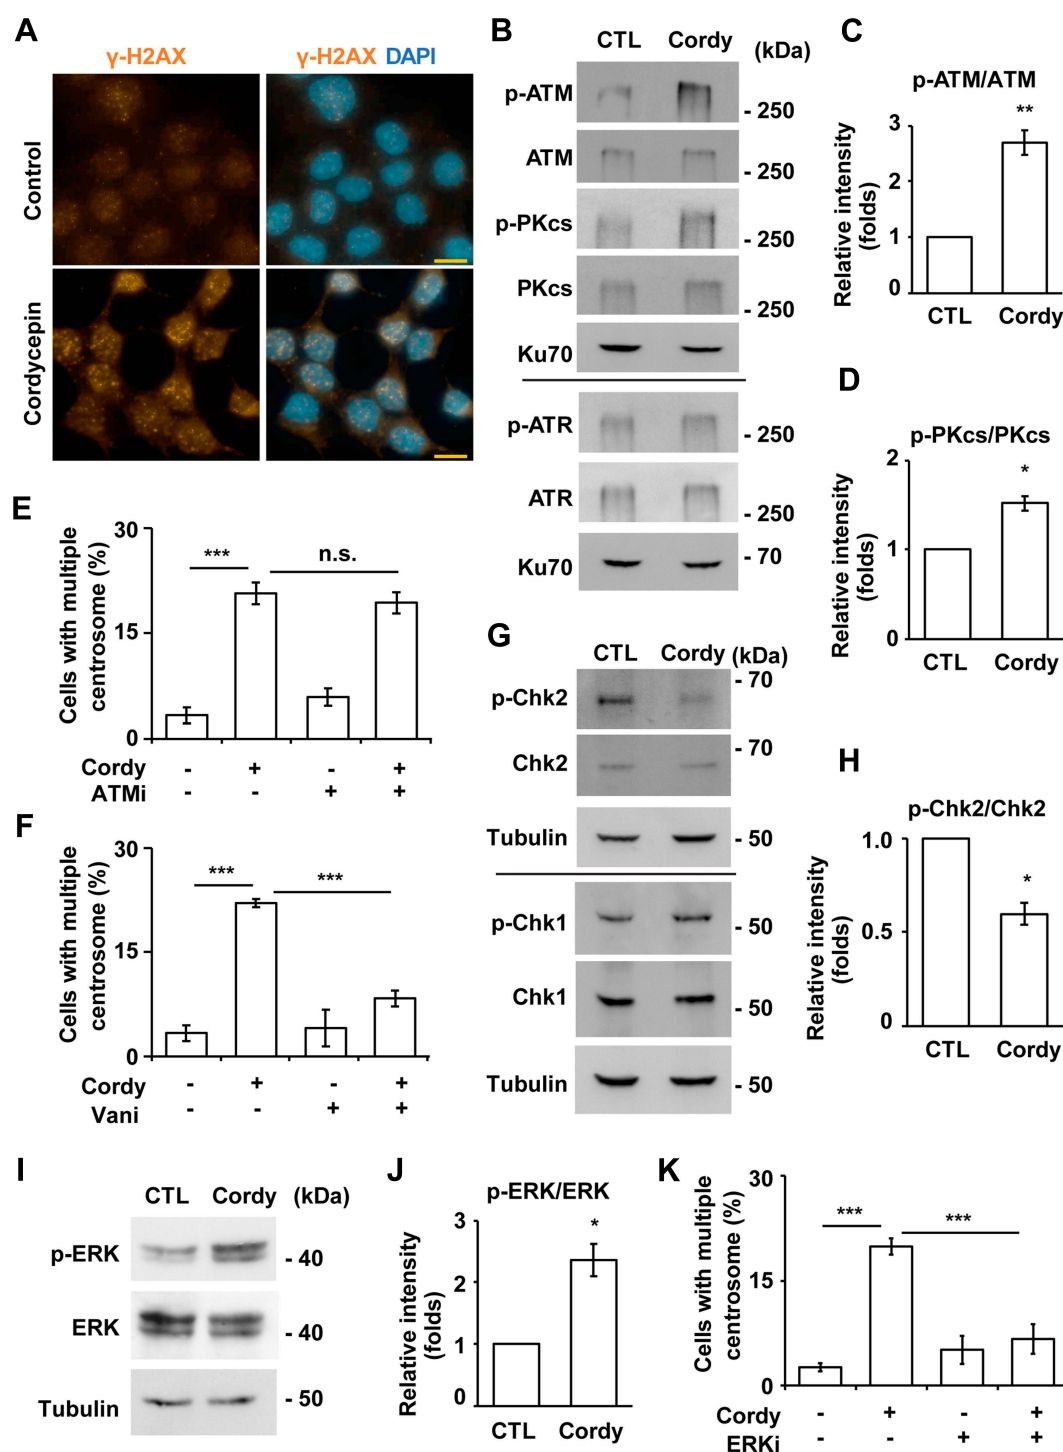 A
γ-H2AX
γ-H2AX DAPI
Control
Cordycepin
B
CTL Cordy (kDa)
p-ATM
- 250
ATM
- 250
p-PKcs
- 250
PKcs
- 250
Ku70
p-ATR
- 250
ATR
- 250
Ku70
- 70
C
p-ATM/ATM
Relative intensity
(folds)
3
**
1
0
CTL Cordy
D
p-PKcs/PKcs
Relative intensity
(folds)
2
*
1
0
CTL Cordy
E
Cells with multiple
centrosome (%)
30
*** n.s.
15
0
Cordy - + - +
ATMi - - + +
F
Cells with multiple
centrosome (%)
30
*** ***
15
0
Cordy - + - +
Vani - - + +
G
CTL Cordy (kDa)
- 70
p-Chk2
- 70
Chk2
Tubulin - 50
p-Chk1
- 50
Chk1
- 50
Tubulin - 50
H
p-Chk2/Chk2
Relative intensity
(folds)
1.0
*
0.5
0
CTL Cordy
I
CTL Cordy (kDa)
p-ERK - 40
ERK - 40
Tubulin - 50
J
p-ERK/ERK
Relative intensity
(folds)
3
*
2
1
0
CTL Cordy
K
Cells with multiple
centrosome (%)
30
*** ***
15
0
Cordy - + - +
ERKi - - + +